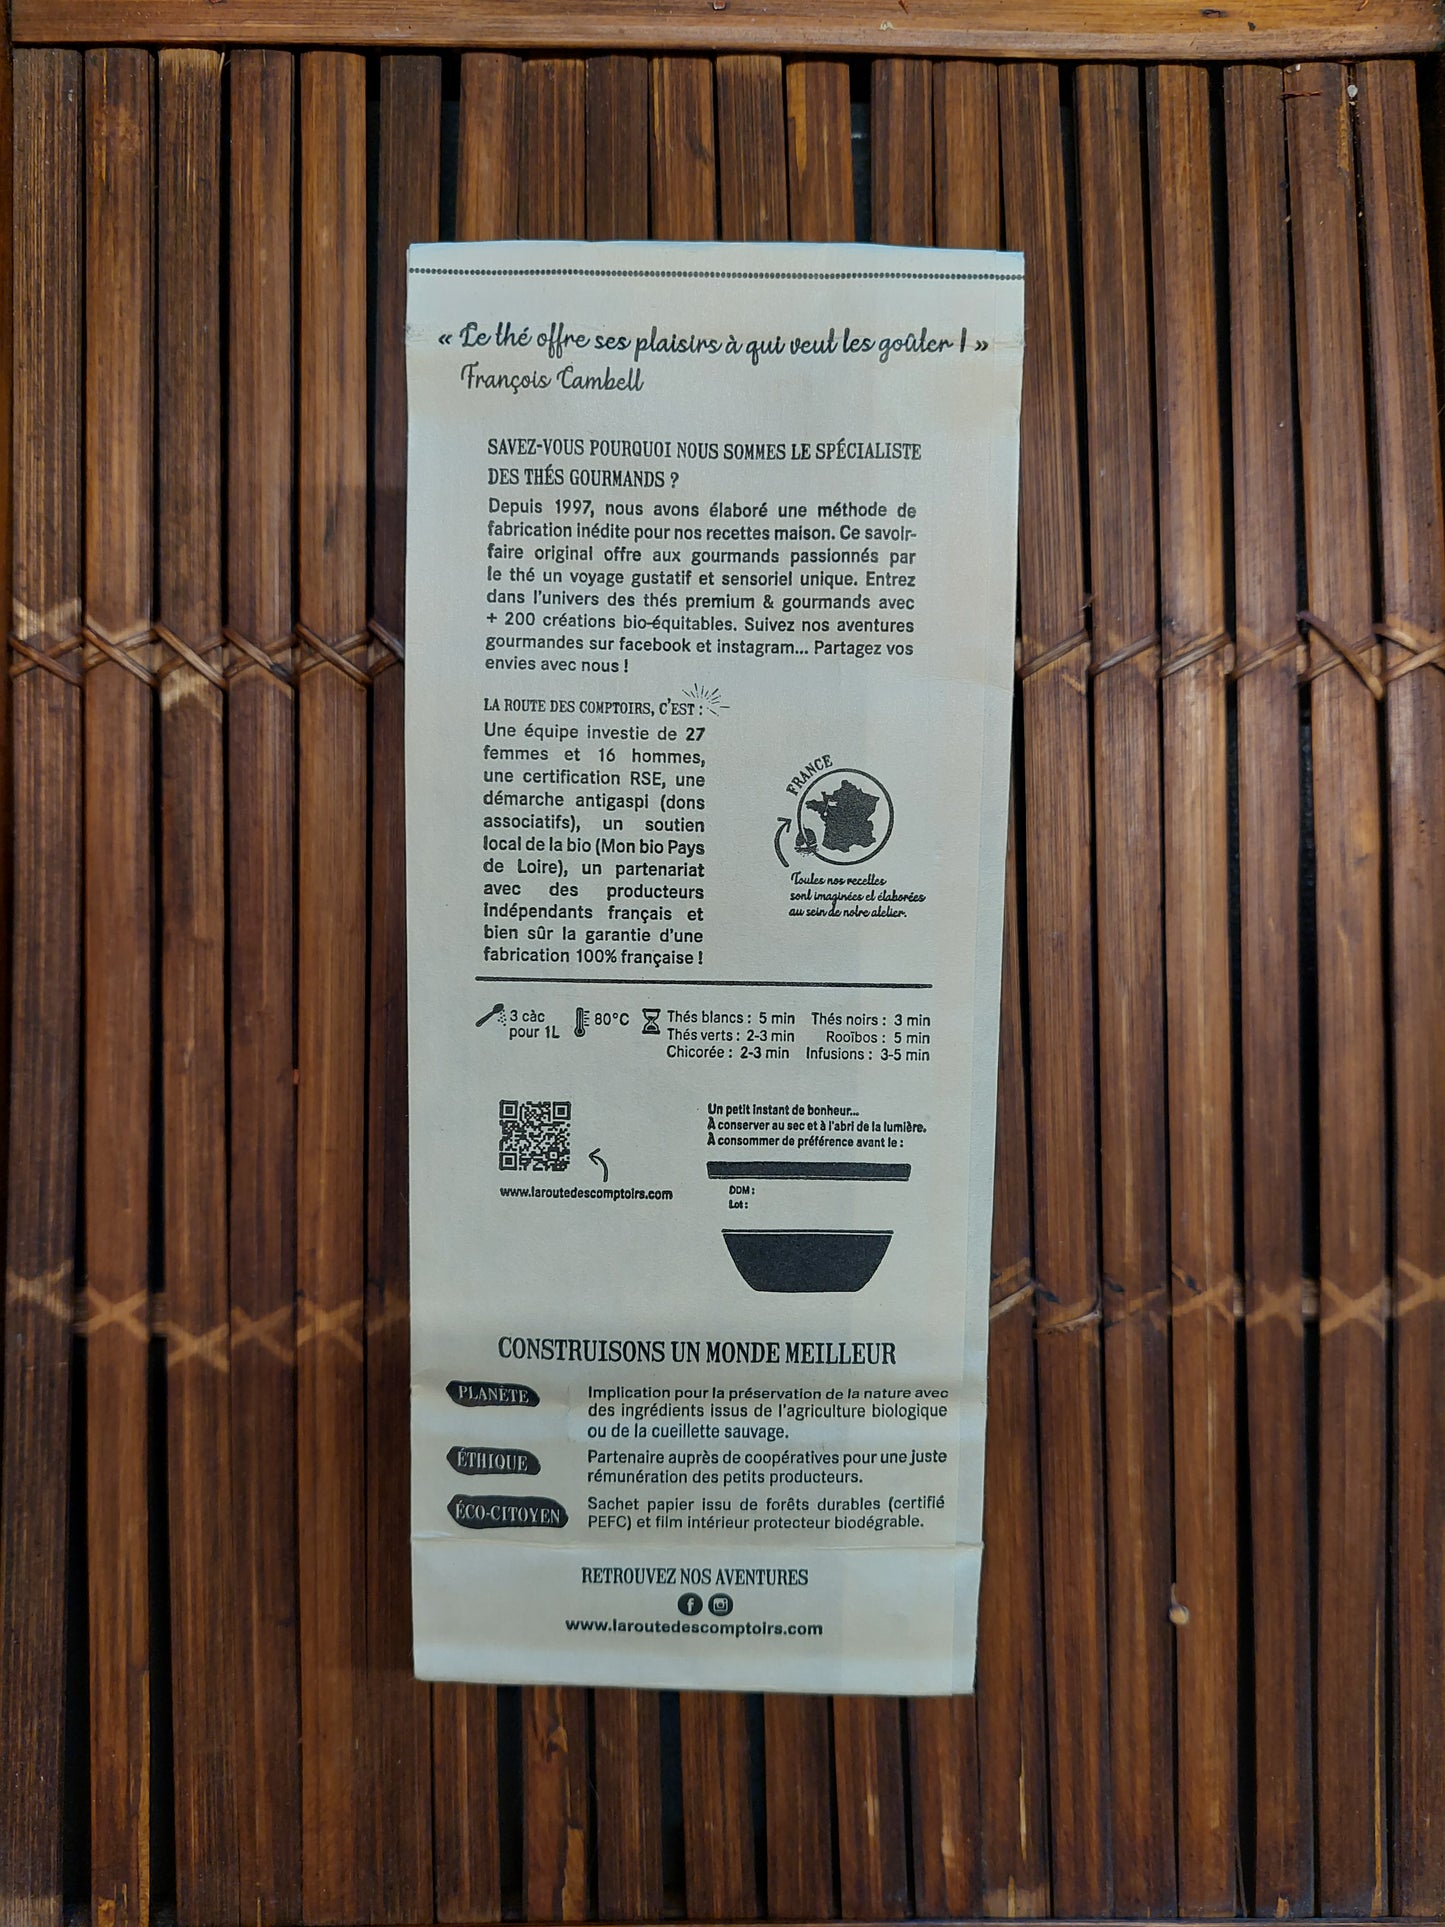 « Le thé offre ses plaisirs à qui veut les goûter ! »
François Cambell
SAVEZ-VOUS POURQUOI NOUS SOMMES LE SPÉCIALISTE
DES THÉS GOURMANDS ?
Depuis 1997, nous avons élaboré une méthode de
fabrication inédite pour nos recettes maison. Ce savoir-
faire original offre aux gourmands passionnés par
le thé un voyage gustatif et sensoriel unique. Entrez
dans l'univers des thés premium & gourmands avec
+ 200 créations bio-équitables. Suivez nos aventures
gourmandes sur facebook et instagram... Partagez vos
envies avec nous !
LA ROUTE DES COMPTOIRS, C'EST :
Une équipe investie de 27
femmes et 16 hommes,
une certification RSE, une
démarche antigaspi (dons
associatifs), un soutien
local de la bio (Mon bio Pays
de Loire), un partenariat
avec des producteurs
indépendants français et
bien sûr la garantie d'une
fabrication 100% française !
FRANCE
Toutes nos recettes
sont imaginées et élaborées
au sein de notre atelier.
3 càc
pour 1L
80°C
Thés blancs : 5 min
Thés verts : 2-3 min
Chicorée : 2-3 min
Thés noirs : 3 min
Rooïbos : 5 min
Infusions : 3-5 min
www.laroutedescomptoirs.com
Un petit instant de bonheur...
À conserver au sec et à l'abri de la lumière.
À consommer de préférence avant le :
DDM :
Lot :
CONSTRUISONS UN MONDE MEILLEUR
PLANÈTE
Implication pour la préservation de la nature avec
des ingrédients issus de l'agriculture biologique
ou de la cueillette sauvage.
ÉTHIQUE
Partenaire auprès de coopératives pour une juste
rémunération des petits producteurs.
ÉCO-CITOYEN
Sachet papier issu de forêts durables (certifié
PEFC) et film intérieur protecteur biodégrable.
RETROUVEZ NOS AVENTURES
www.laroutedescomptoirs.com